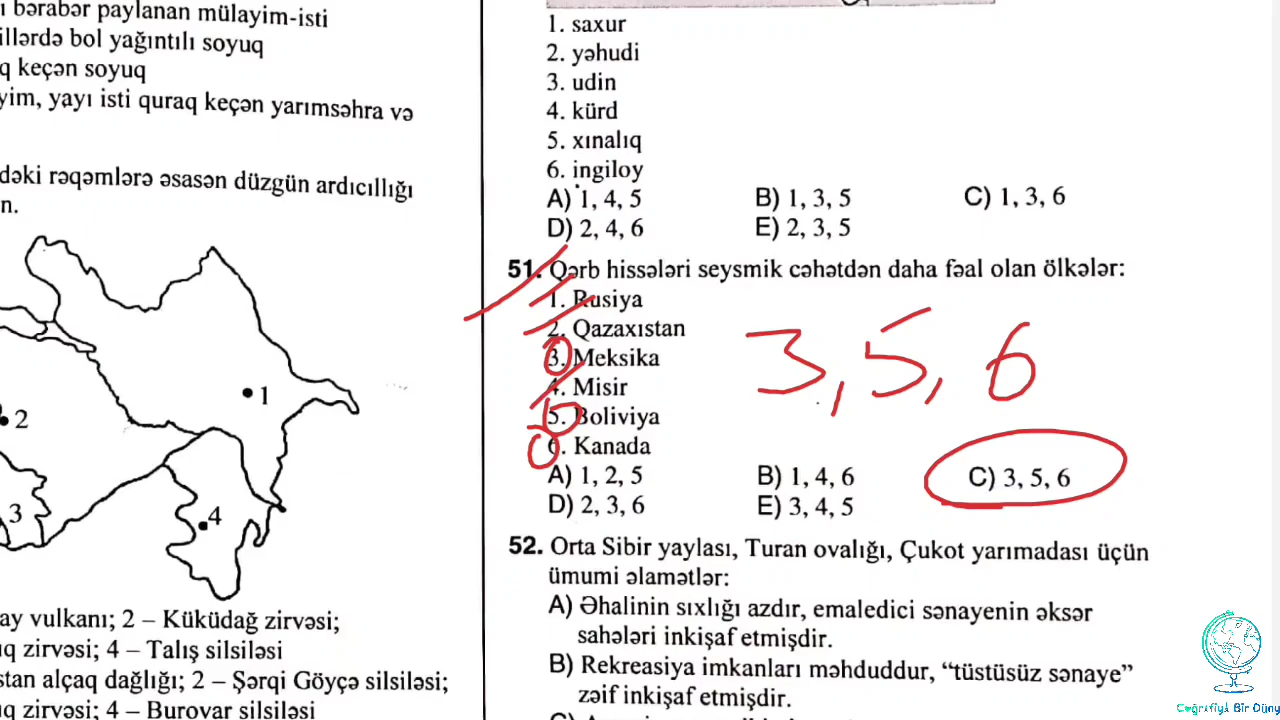 ı bərabər paylanan mülayim-isti
illərdə bol yağıntılı soyuq
q keçən soyuq
yim, yayı isti quraq keçən yarımsəhra və
dəki rəqəmlərə əsasən düzgün ardıcıllığı
n.
1
2
3
4
ay vulkanı; 2 – Küküdağ zirvəsi;
ıq zirvəsi; 4 – Talış silsiləsi
stan alçaq dağlığı; 2 – Şərqi Göyçə silsiləsi;
ıq zirvəsi; 4 – Burovar silsiləsi
1. saxur
2. yəhudi
3. udin
4. kürd
5. xınalıq
6. ingiloy
A) 1, 4, 5 B) 1, 3, 5 C) 1, 3, 6
D) 2, 4, 6 E) 2, 3, 5
51. Qərb hissələri seysmik cəhətdən daha fəal olan ölkələr:
1. Rusiya
2. Qazaxıstan
3. Meksika
4. Misir
5. Boliviya
6. Kanada
3, 5, 6
A) 1, 2, 5 B) 1, 4, 6 C) 3, 5, 6
D) 2, 3, 6 E) 3, 4, 5
52. Orta Sibir yaylası, Turan ovalığı, Çukot yarımadası üçün
ümumi əlamətlər:
A) Əhalinin sıxlığı azdır, emaledici sənayenin əksər
sahələri inkişaf etmişdir.
B) Rekreasiya imkanları məhduddur, “tüstüsüz sənaye”
zəif inkişaf etmişdir.
Coğrafiya Bir Düny